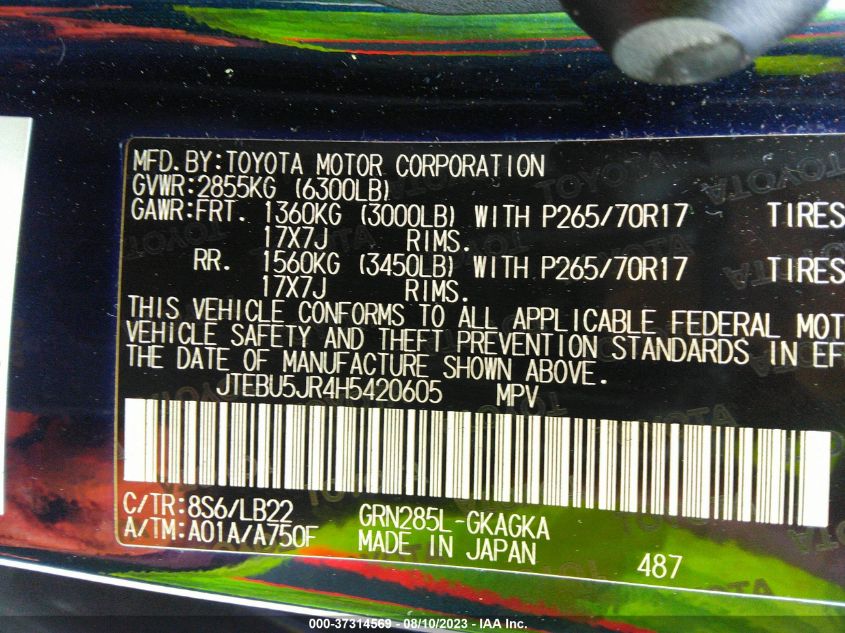 MFD.BY:TOYOTA MOTOR CORPORATION
GVWR:2855KG (6300LB)
GAWR:FRT. 1360KG (3000LB) WITH P265/70R17 TIRES
17X7J RIMS.
RR. 1560KG (3450LB) WITH P265/70R17 TIRES
17X7J RIMS.
THIS VEHICLE CONFORMS TO ALL APPLICABLE FEDERAL MOT
VEHICLE SAFETY AND THEFT PREVENTION STANDARDS IN EF
THE DATE OF MANUFACTURE SHOWN ABOVE.
JTEBU5JR4H5420605 MPV
C/TR:8S6/LB22 GRN285L-GKAGKA
A/TM:A01A/A750F MADE IN JAPAN 487
000-37314569 - 08/10/2023 - IAA Inc.